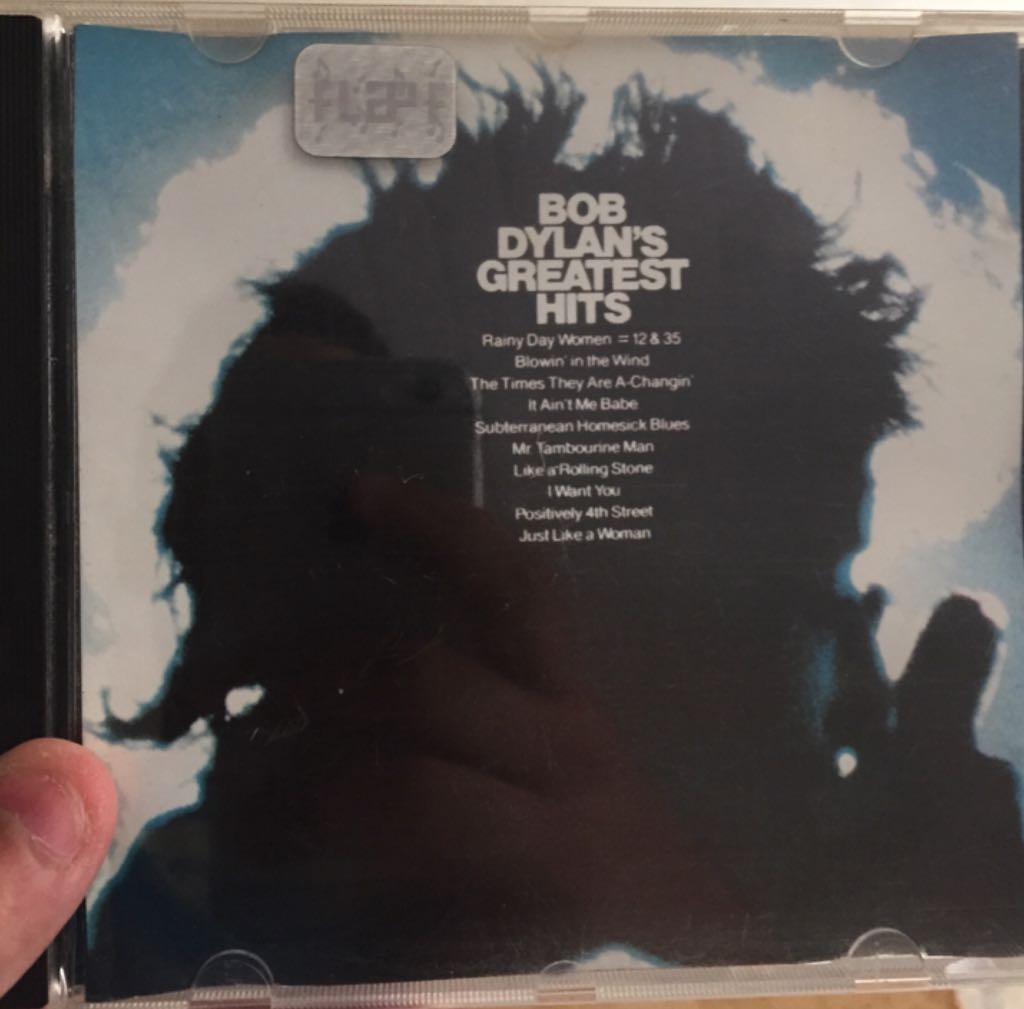 BOB
DYLAN'S
GREATEST
HITS
Rainy Day Women = 12 & 35
Blowin' in the Wind
The Times They Are A-Changin'
It Ain't Me Babe
Subterranean Homesick Blues
Mr. Tambourine Man
Like a Rolling Stone
I Want You
Positively 4th Street
Just Like a Woman